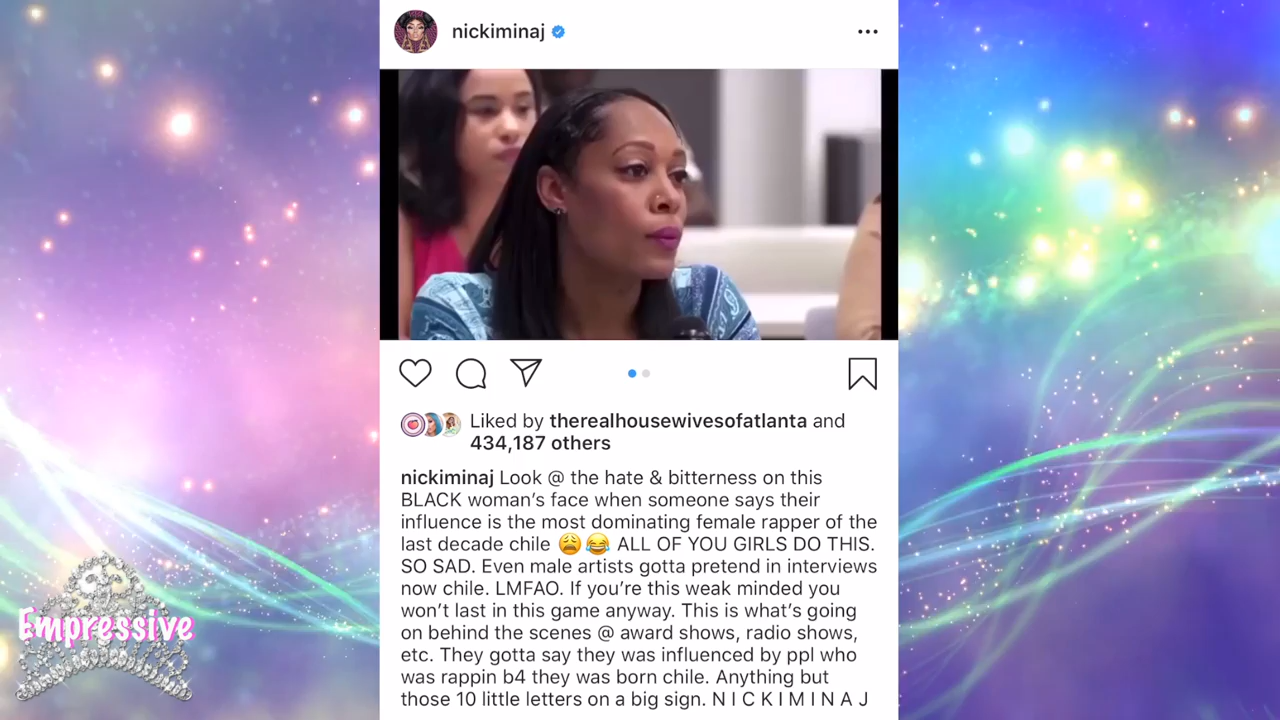 nickiminaj
Liked by therealhousewivesofatlanta and
434,187 others
nickiminaj Look @ the hate & bitterness on this
BLACK woman's face when someone says their
influence is the most dominating female rapper of the
last decade chile 😩😂 ALL OF YOU GIRLS DO THIS.
SO SAD. Even male artists gotta pretend in interviews
now chile. LMFAO. If you're this weak minded you
won't last in this game anyway. This is what's going
on behind the scenes @ award shows, radio shows,
etc. They gotta say they was influenced by ppl who
was rappin b4 they was born chile. Anything but
those 10 little letters on a big sign. N I C K I M I N A J
Empressive